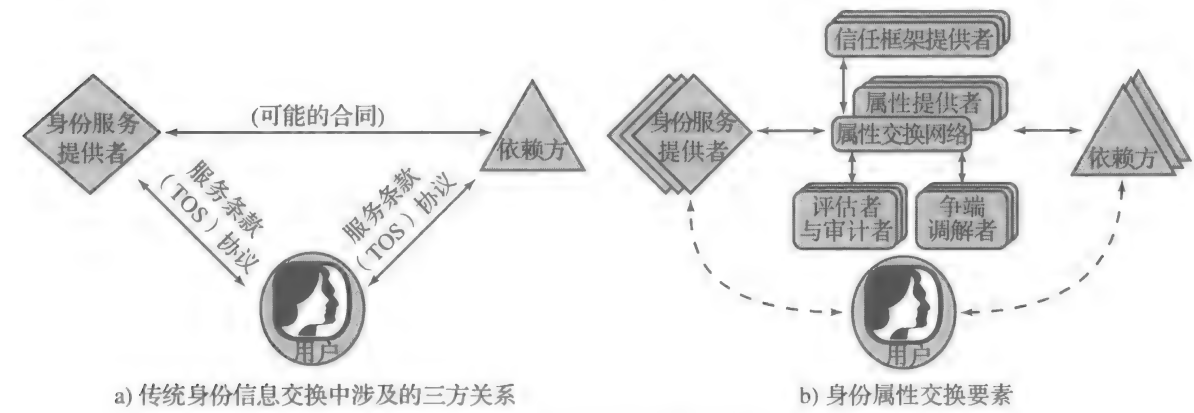 身份服务
提供者
(可能的合同)
依赖方
服务条款
(TOS)协议
服务条款
(TOS)协议
用户
a) 传统身份信息交换中涉及的三方关系
信任框架提供者
属性提供者
身份服务
提供者
属性交换网络
依赖方
评估者
与审计者
争端
调解者
用户
b) 身份属性交换要素